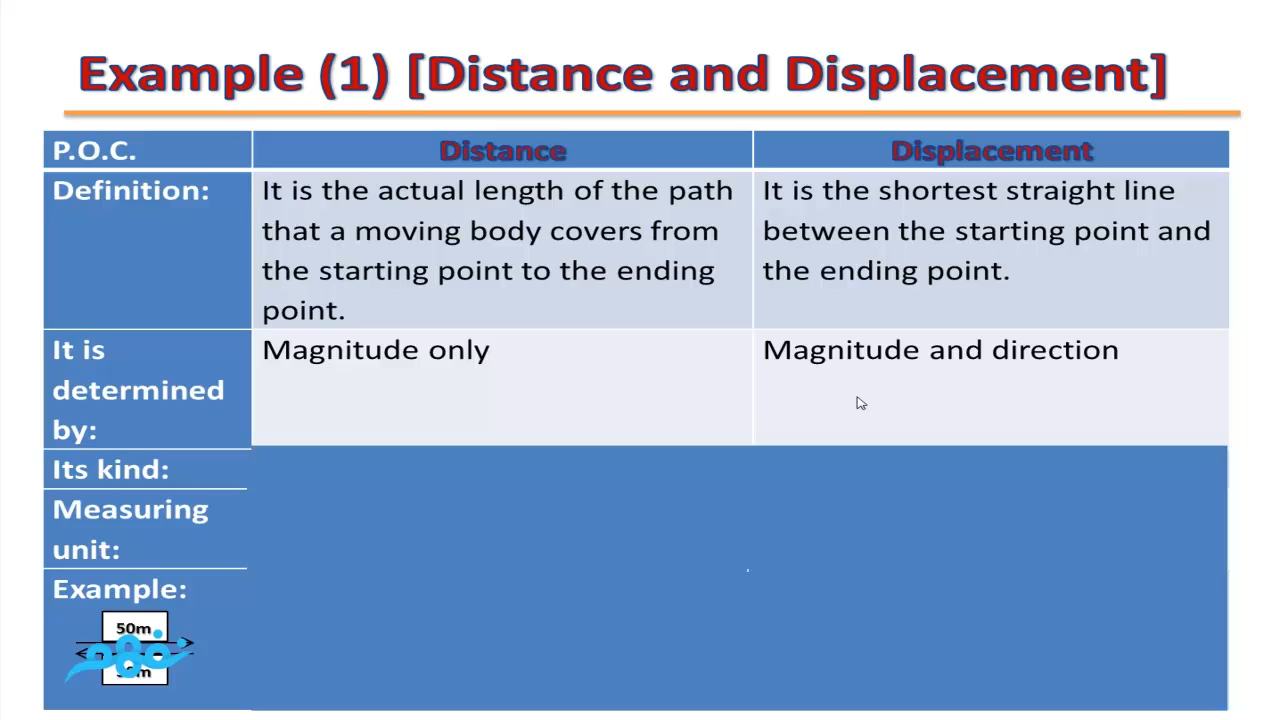 Example (1) [Distance and Displacement]
P.O.C.
Distance
Displacement
Definition:
It is the actual length of the path
that a moving body covers from
the starting point to the ending
point.
It is the shortest straight line
between the starting point and
the ending point.
It is
determined
by:
Magnitude only
Magnitude and direction
Its kind:
Measuring
unit:
Example:
50m